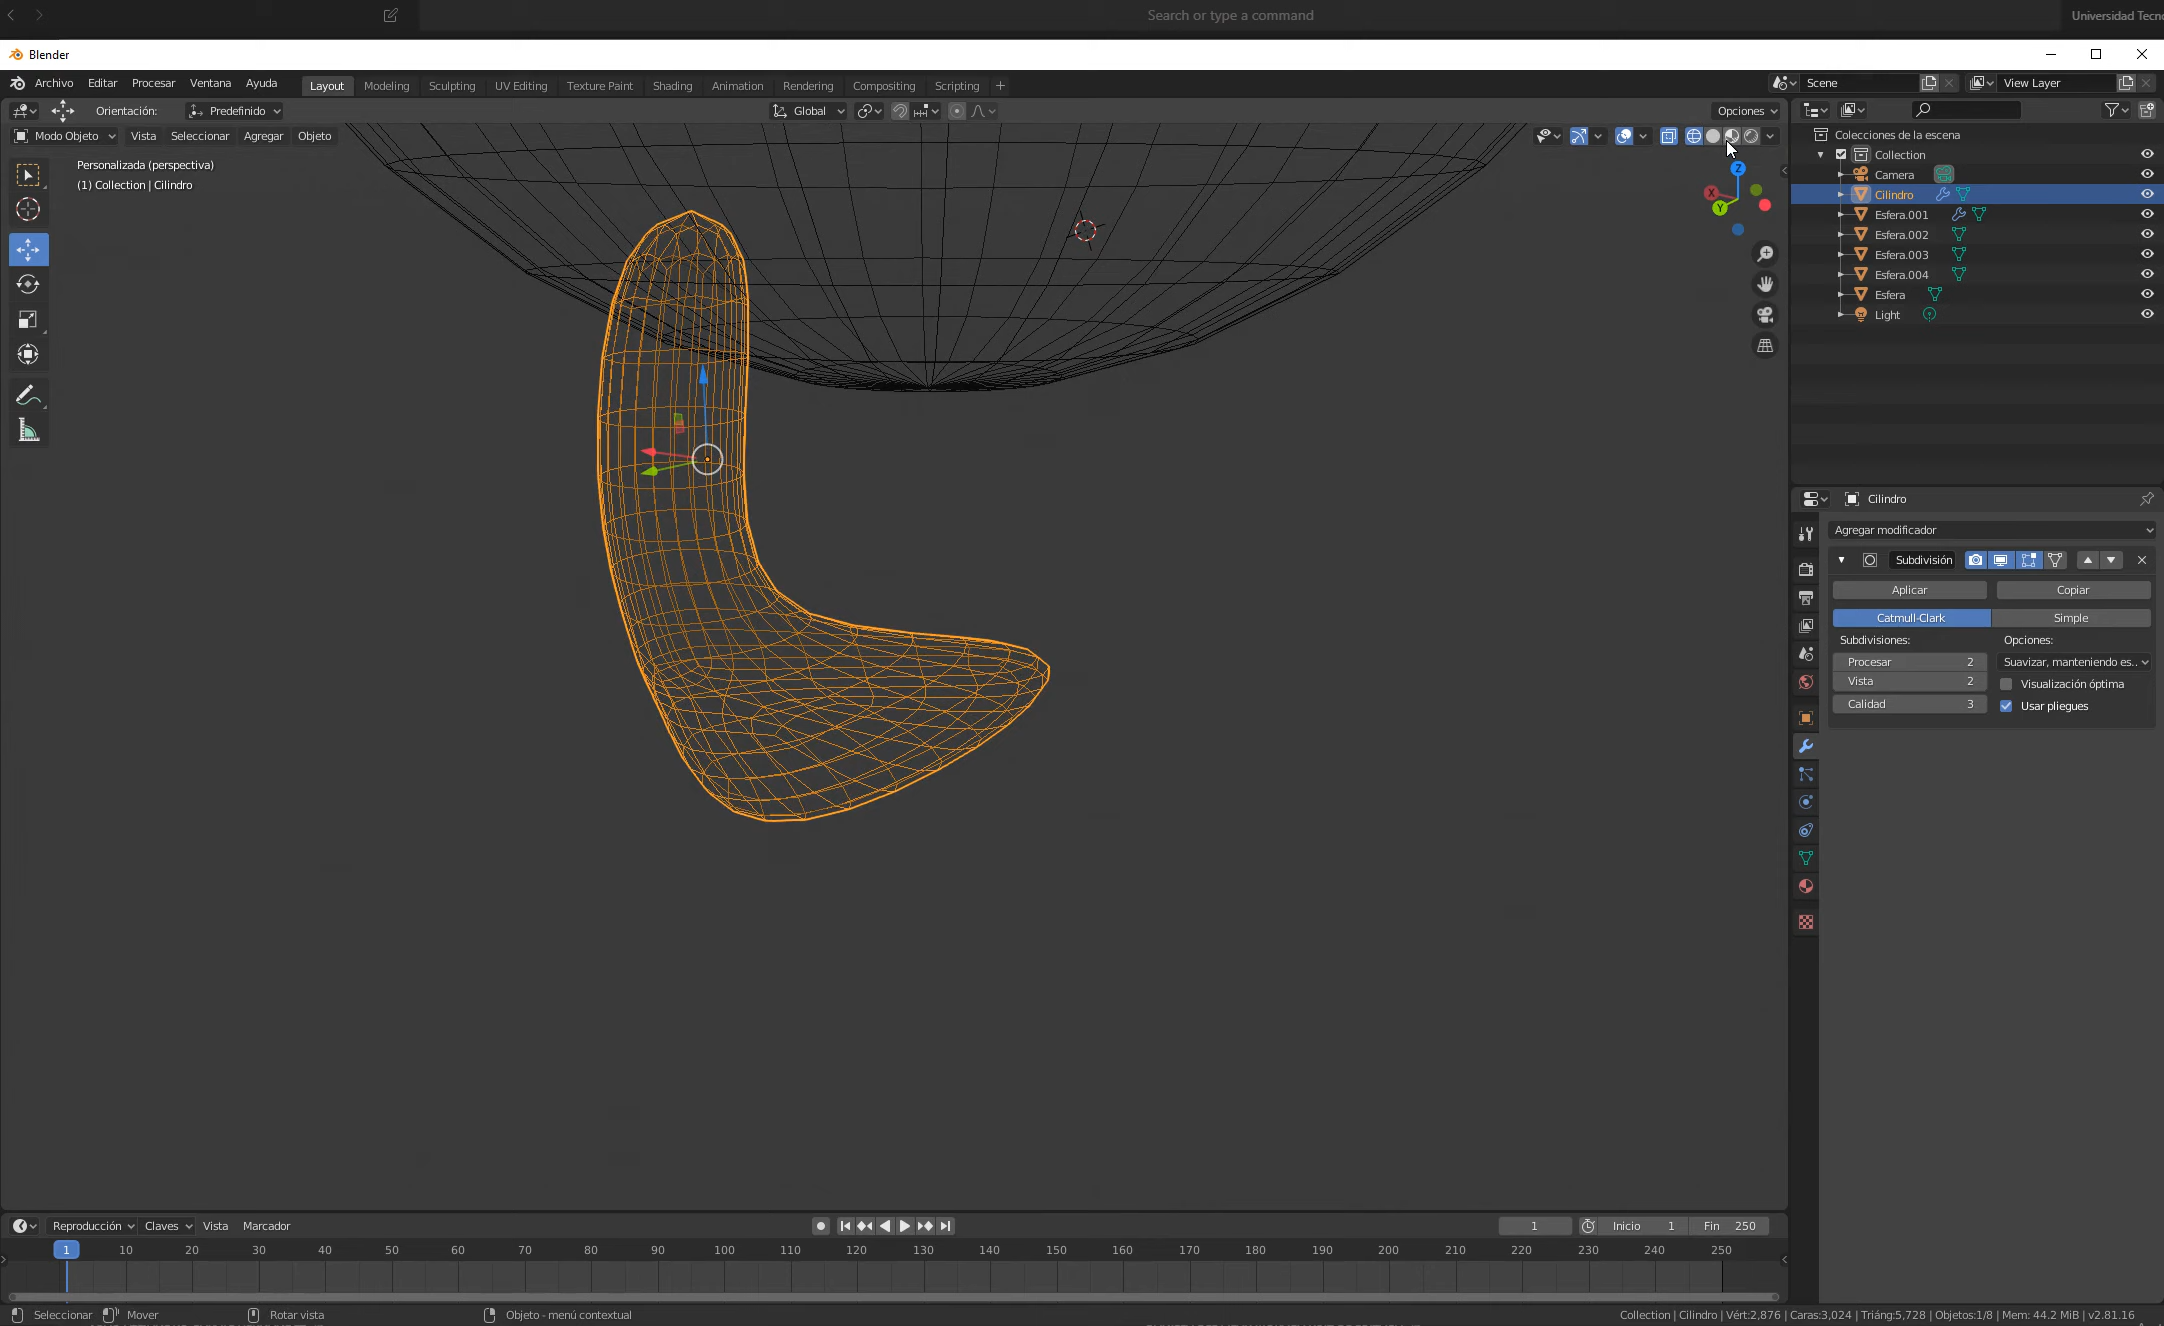 Search or type a command
Universidad Tecno
Blender
Archivo Editar Procesar Ventana Ayuda Layout Modeling Sculpting UV Editing Texture Paint Shading Animation Rendering Compositing Scripting + Scene View Layer
Orientación: Predefinido Global Opciones
Modo Objeto Vista Seleccionar Agregar Objeto
Personalizada (perspectiva)
(1) Collection | Cilindro
Z
X
Y
Colecciones de la escena
Collection
Camera
Cilindro
Esfera.001
Esfera.002
Esfera.003
Esfera.004
Esfera
Light
Cilindro
Agregar modificador
Subdivisión
Aplicar Copiar
Catmull-Clark Simple
Subdivisiones: Opciones:
Procesar 2 Suavizar, manteniendo es..
Vista 2 Visualización óptima
Calidad 3 Usar pliegues
Reproducción Claves Vista Marcador 1 Inicio 1 Fin 250
1 10 20 30 40 50 60 70 80 90 100 110 120 130 140 150 160 170 180 190 200 210 220 230 240 250
Seleccionar Mover Rotar vista Objeto - menú contextual Collection | Cilindro | Vért:2,876 | Caras:3,024 | Triáng:5,728 | Objetos:1/8 | Mem: 44.2 MiB | v2.81.16